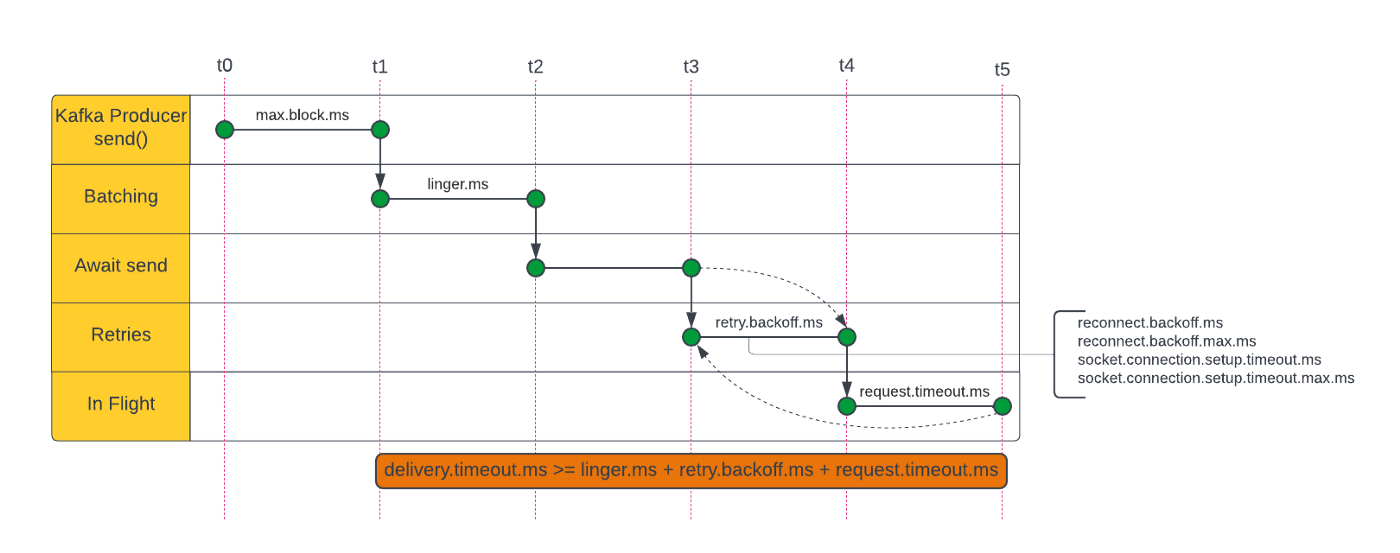 t0
t1
t2
t3
t4
t5
Kafka Producer
send()
max.block.ms
Batching
linger.ms
Await send
Retries
retry.backoff.ms
reconnect.backoff.ms
reconnect.backoff.max.ms
socket.connection.setup.timeout.ms
socket.connection.setup.timeout.max.ms
In Flight
request.timeout.ms
delivery.timeout.ms >= linger.ms + retry.backoff.ms + request.timeout.ms